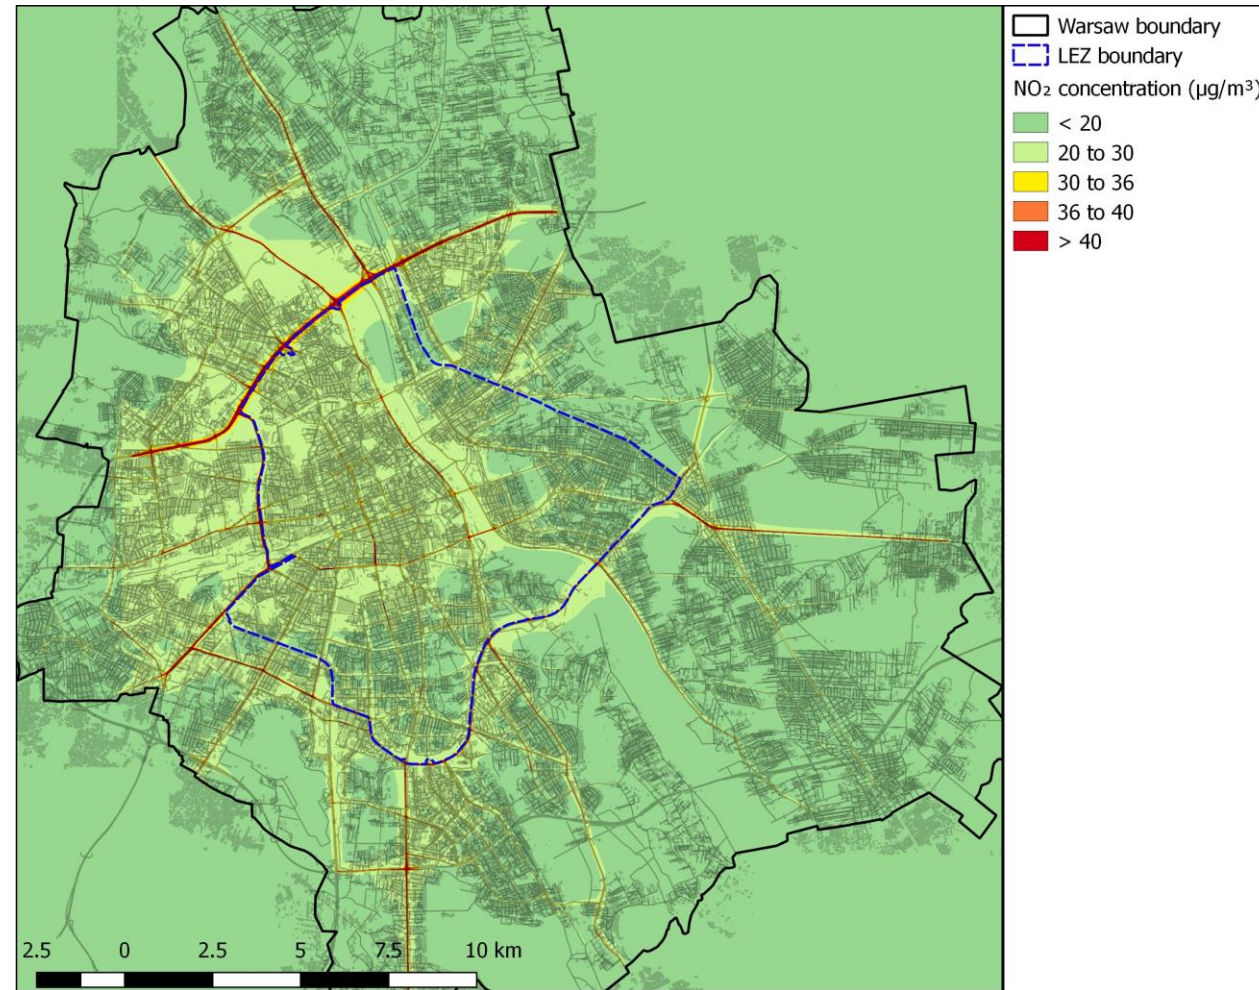 Warsaw boundary
LEZ boundary
NO₂ concentration (µg/m³)
< 20
20 to 30
30 to 36
36 to 40
> 40
2.5 0 2.5 5 7.5 10 km